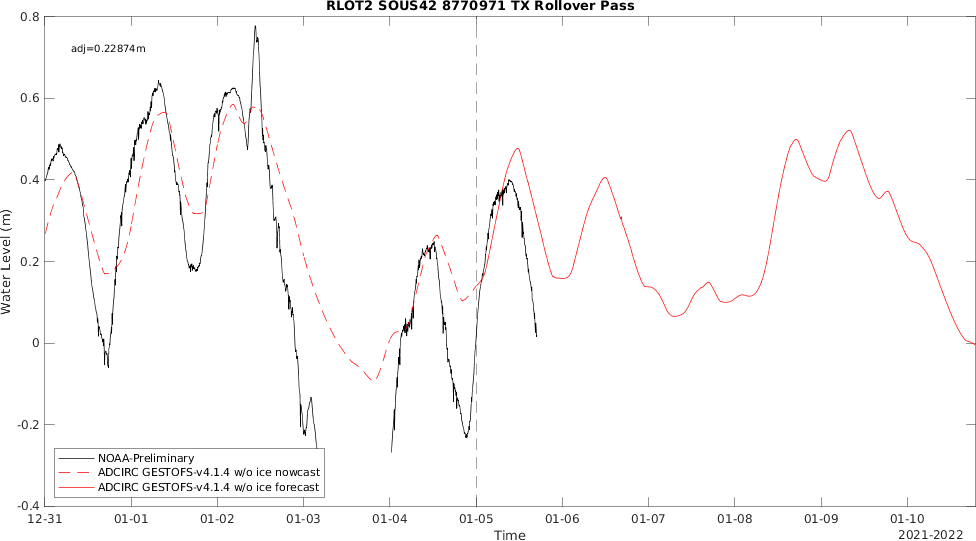 RLOT2 SOUS42 8770971 TX Rollover Pass
0.8
adj=0.22874m
0.6
0.4
0.2
0
-0.2
-0.4
Water Level (m)
NOAA-Preliminary
ADCIRC GESTOFS-v4.1.4 w/o ice nowcast
ADCIRC GESTOFS-v4.1.4 w/o ice forecast
12-31 01-01 01-02 01-03 01-04 01-05 01-06 01-07 01-08 01-09 01-10
Time
2021-2022